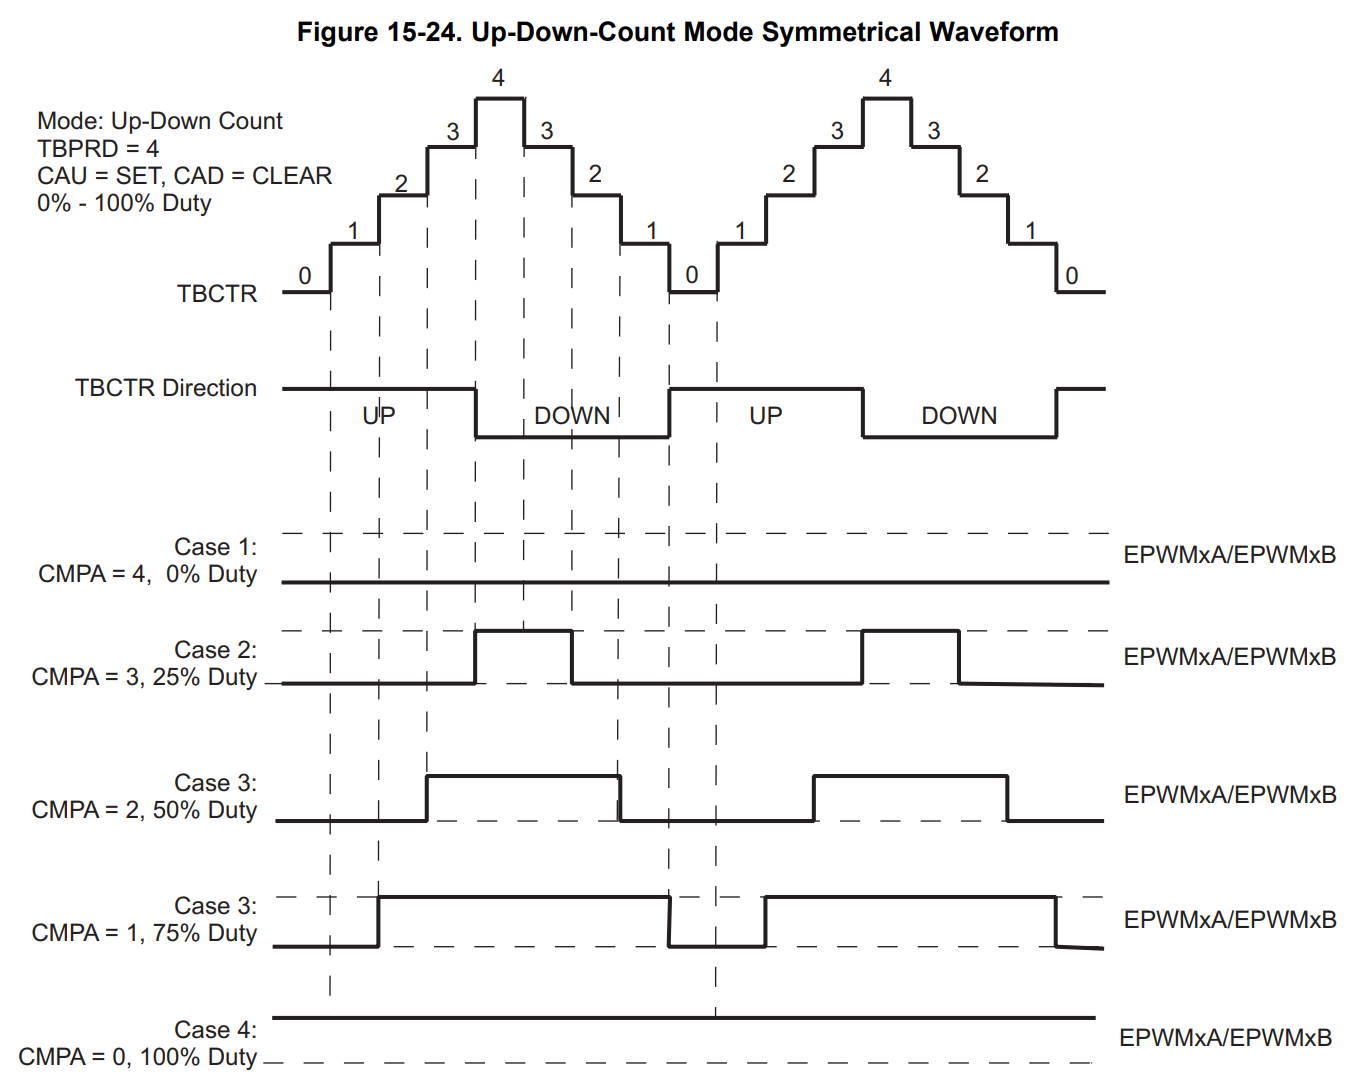 Figure 15-24. Up-Down-Count Mode Symmetrical Waveform
4
4
Mode: Up-Down Count
TBPRD = 4
CAU = SET, CAD = CLEAR
0% - 100% Duty
3
3
3
3
2
2
2
2
1
1
1
1
0
0
0
TBCTR
TBCTR Direction
UP
DOWN
UP
DOWN
Case 1:
CMPA = 4, 0% Duty
EPWMxA/EPWMxB
Case 2:
CMPA = 3, 25% Duty
EPWMxA/EPWMxB
Case 3:
CMPA = 2, 50% Duty
EPWMxA/EPWMxB
Case 3:
CMPA = 1, 75% Duty
EPWMxA/EPWMxB
Case 4:
CMPA = 0, 100% Duty
EPWMxA/EPWMxB